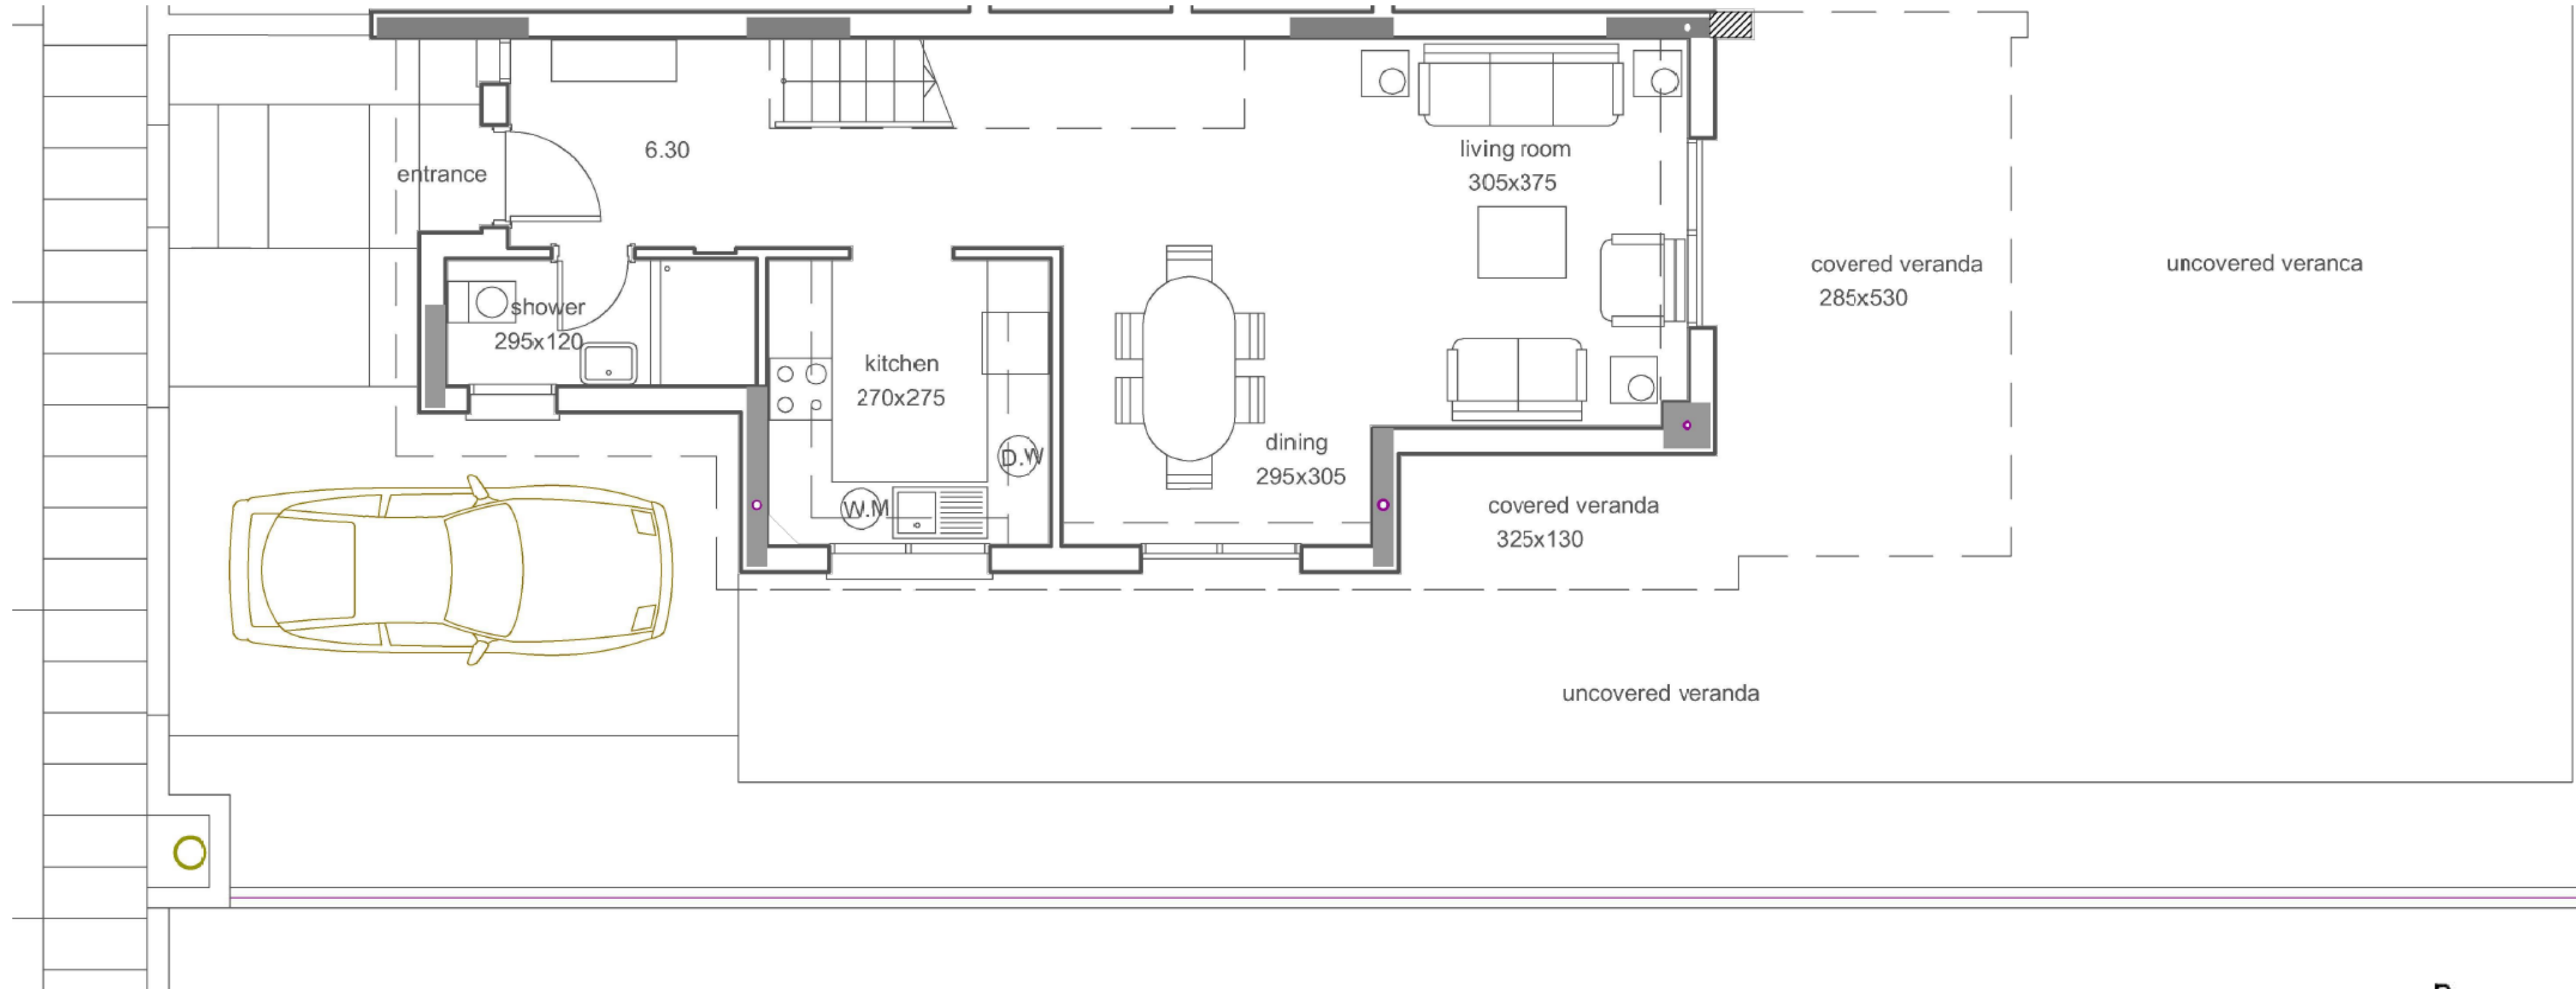 6.30
entrance
living room
305x375
covered veranda
285x530
uncovered veranca
shower
295x120
kitchen
270x275
dining
295x305
D.W
W.M
covered veranda
325x130
uncovered veranda